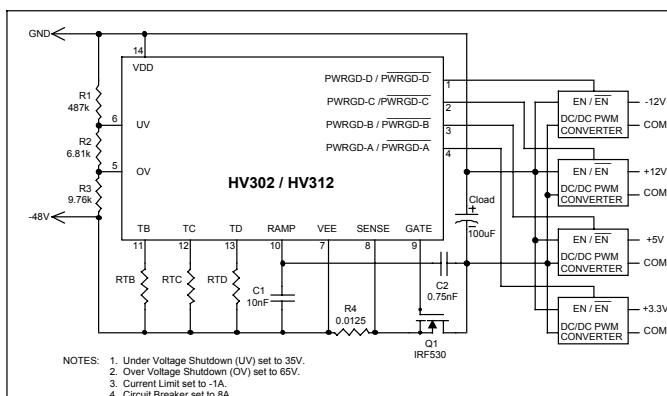 GND
14
VDD
PWRGD-D / PWRGD-D
1
PWRGD-C / PWRGD-C
2
PWRGD-B / PWRGD-B
3
PWRGD-A / PWRGD-A
4
R1
487k
6
UV
R2
6.81k
5
OV
R3
9.76k
-48V
HV302 / HV312
TB
TC
TD
RAMP
VEE
SENSE
GATE
11
12
13
10
7
8
9
RTB
RTC
RTD
C1
10nF
R4
0.0125
C2
0.75nF
Q1
IRF530
Cload
+
100uF
EN / EN
DC/DC PWM
CONVERTER
-12V
COM
EN / EN
DC/DC PWM
CONVERTER
+12V
COM
EN / EN
DC/DC PWM
CONVERTER
+5V
COM
EN / EN
DC/DC PWM
CONVERTER
+3.3V
COM
NOTES: 1. Under Voltage Shutdown (UV) set to 35V.
2. Over Voltage Shutdown (OV) set to 65V.
3. Current Limit set to -1A.
4. Circuit Breaker set to 8A.